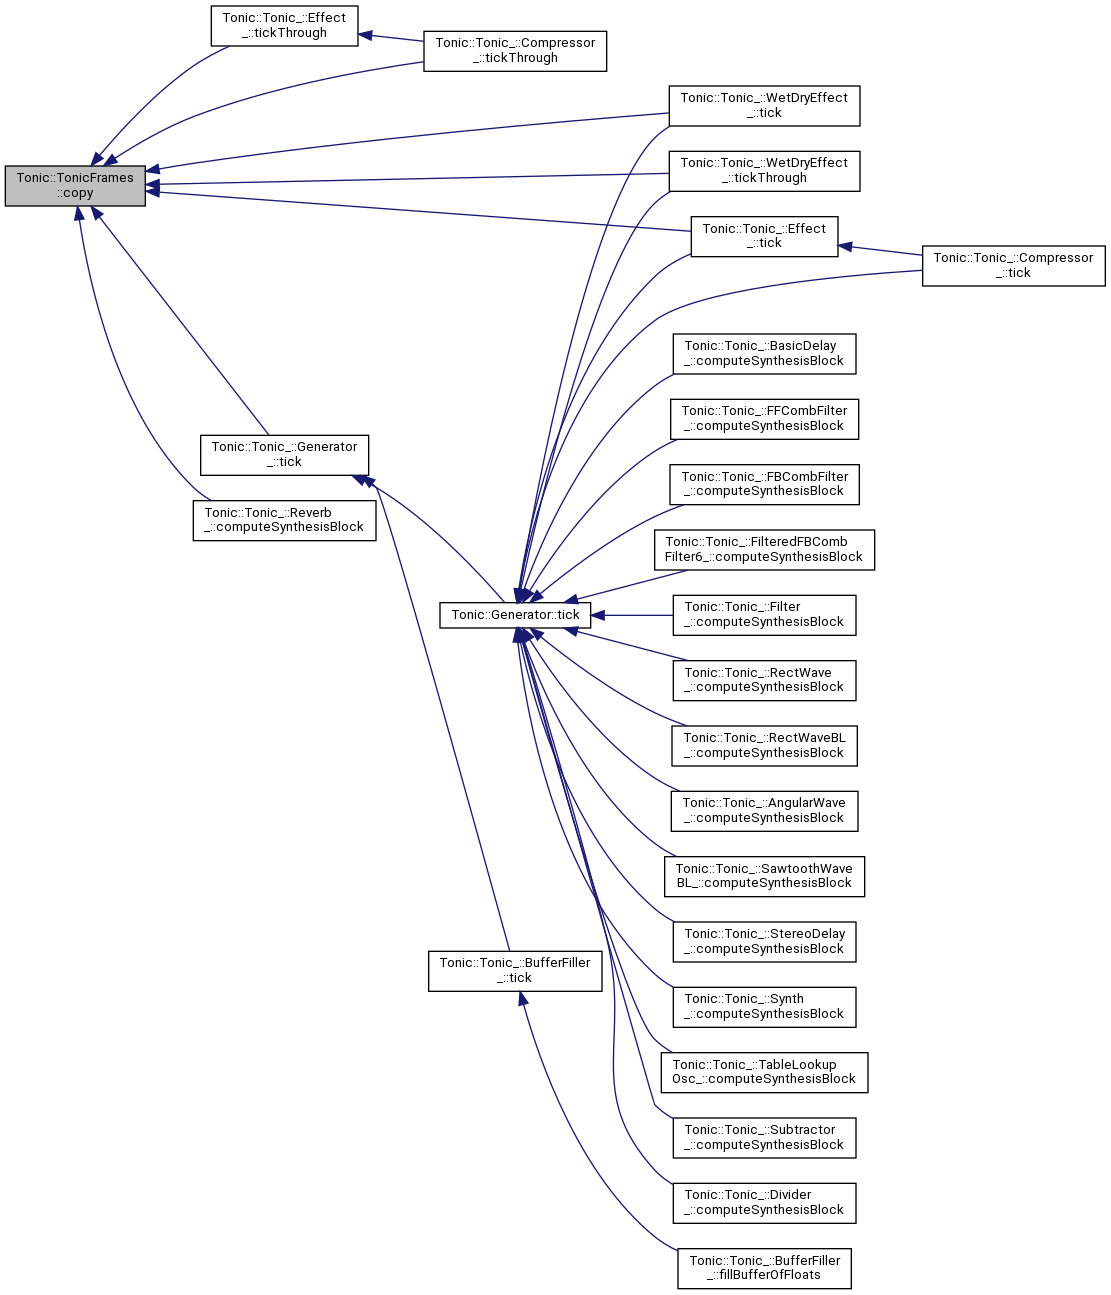 Tonic::Tonic_::Effect
_::tickThrough
Tonic::Tonic_::Compressor
_::tickThrough
Tonic::Tonic_::WetDryEffect
_::tick
Tonic::Tonic_::WetDryEffect
_::tickThrough
Tonic::TonicFrames
::copy
Tonic::Tonic_::Effect
_::tick
Tonic::Tonic_::Compressor
_::tick
Tonic::Tonic_::BasicDelay
_::computeSynthesisBlock
Tonic::Tonic_::FFCombFilter
_::computeSynthesisBlock
Tonic::Tonic_::Generator
_::tick
Tonic::Tonic_::FBCombFilter
_::computeSynthesisBlock
Tonic::Tonic_::Reverb
_::computeSynthesisBlock
Tonic::Tonic_::FilteredFBComb
Filter6_::computeSynthesisBlock
Tonic::Generator::tick
Tonic::Tonic_::Filter
_::computeSynthesisBlock
Tonic::Tonic_::RectWave
_::computeSynthesisBlock
Tonic::Tonic_::RectWaveBL
_::computeSynthesisBlock
Tonic::Tonic_::AngularWave
_::computeSynthesisBlock
Tonic::Tonic_::SawtoothWave
BL_::computeSynthesisBlock
Tonic::Tonic_::StereoDelay
_::computeSynthesisBlock
Tonic::Tonic_::BufferFiller
_::tick
Tonic::Tonic_::Synth
_::computeSynthesisBlock
Tonic::Tonic_::TableLookup
Osc_::computeSynthesisBlock
Tonic::Tonic_::Subtractor
_::computeSynthesisBlock
Tonic::Tonic_::Divider
_::computeSynthesisBlock
Tonic::Tonic_::BufferFiller
_::fillBufferOfFloats